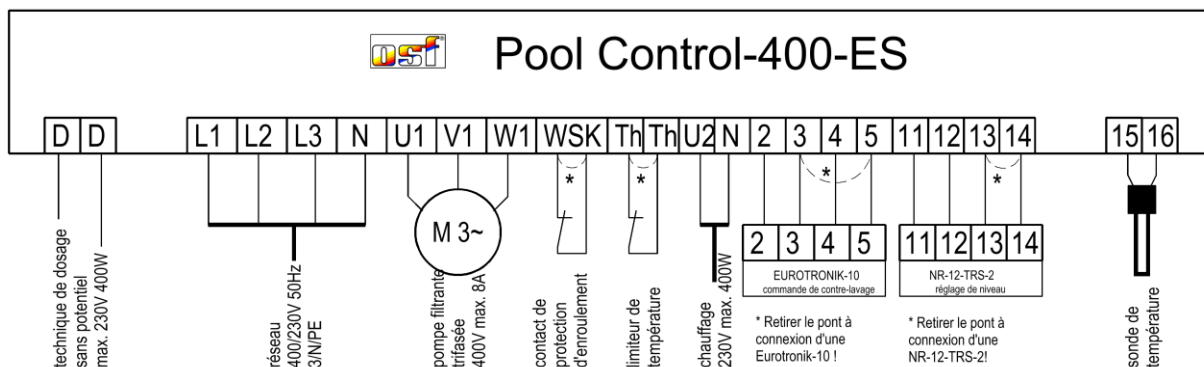 osf Pool Control-400-ES
D D L1 L2 L3 N U1 V1 W1 WSK Th Th U2 N 2 3 4 5 11 12 13 14 15 16
* * * *
M 3~
2 3 4 5
EUROTRONIK-10
commande de contre-lavage
11 12 13 14
NR-12-TRS-2
réglage de niveau
technique de dosage
sans potentiel
max. 230V 400W
réseau
400/230V 50Hz
3/N/PE
pompe filtrante
trifasée
400V max. 8A
contact de
protection
d'enroulement
limiteur de
température
chauffage
230V max. 400W
* Retirer le pont à
connexion d'une
Eurotronik-10 !
* Retirer le pont à
connexion d'une
NR-12-TRS-2!
sonde de
température